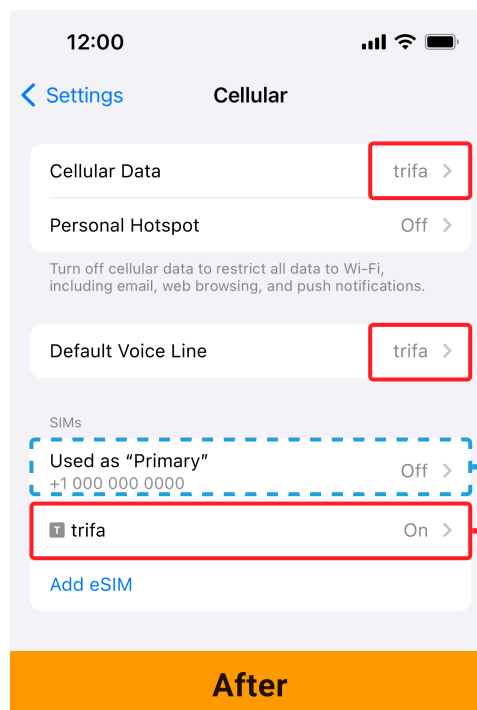 12:00
Settings
Cellular
Cellular Data trifa
Personal Hotspot Off
Turn off cellular data to restrict all data to Wi-Fi,
including email, web browsing, and push notifications.
Default Voice Line trifa
SIMs
Used as “Primary”
+1 000 000 0000
Off
T trifa On
Add eSIM
After